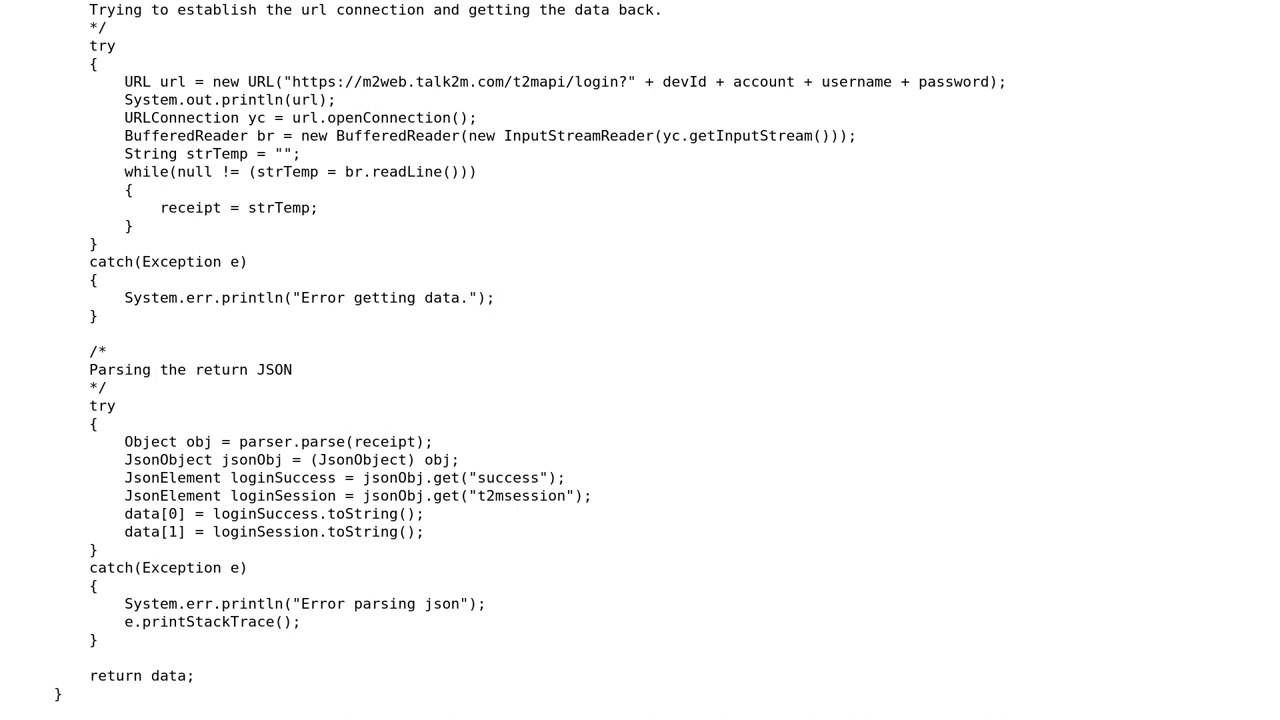 Trying to establish the url connection and getting the data back.
*/
try
{
URL url = new URL("https://m2web.talk2m.com/t2mapi/login?" + devId + account + username + password);
System.out.println(url);
URLConnection yc = url.openConnection();
BufferedReader br = new BufferedReader(new InputStreamReader(yc.getInputStream()));
String strTemp = "";
while(null != (strTemp = br.readLine()))
{
receipt = strTemp;
}
}
catch(Exception e)
{
System.err.println("Error getting data.");
}
/*
Parsing the return JSON
*/
try
{
Object obj = parser.parse(receipt);
JsonObject jsonObj = (JsonObject) obj;
JsonElement loginSuccess = jsonObj.get("success");
JsonElement loginSession = jsonObj.get("t2msession");
data[0] = loginSuccess.toString();
data[1] = loginSession.toString();
}
catch(Exception e)
{
System.err.println("Error parsing json");
e.printStackTrace();
}
return data;
}